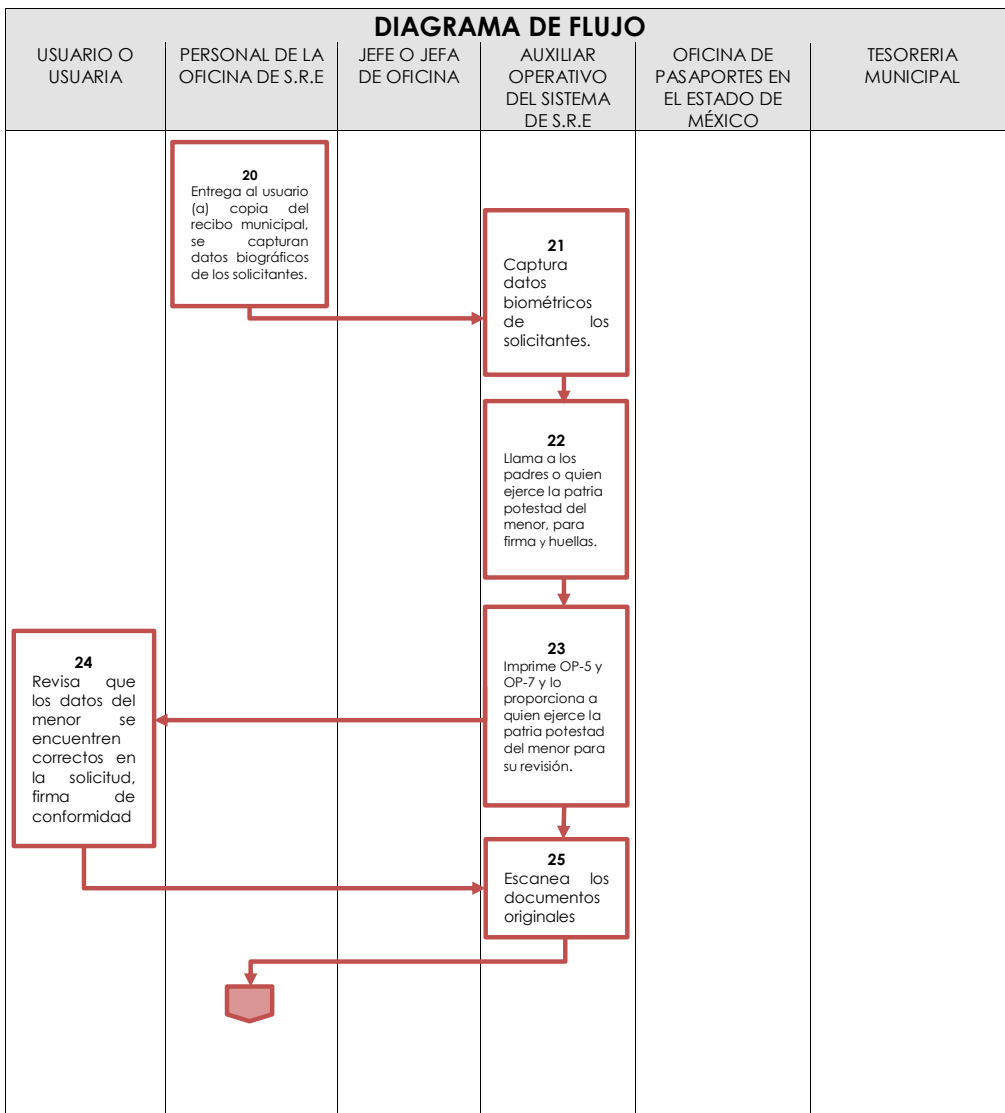 DIAGRAMA DE FLUJO
USUARIO O
USUARIA
PERSONAL DE LA
OFICINA DE S.R.E
JEFE O JEFA
DE OFICINA
AUXILIAR
OPERATIVO
DEL SISTEMA
DE S.R.E
OFICINA DE
PASAPORTES EN
EL ESTADO DE
MÉXICO
TESORERIA
MUNICIPAL
20
Entrega al usuario
(a) copia del
recibo municipal,
se capturan
datos biográficos
de los solicitantes.
21
Captura
datos
biométricos
de los
solicitantes.
22
Llama a los
padres o quien
ejerce la patria
potestad del
menor, para
firma y huellas.
23
Imprime OP-5 y
OP-7 y lo
proporciona a
quien ejerce la
patria potestad
del menor para
su revisión.
24
Revisa que
los datos del
menor se
encuentren
correctos en
la solicitud,
firma de
conformidad
25
Escanea los
documentos
originales